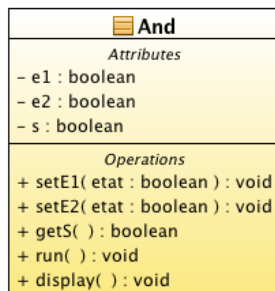 And
Attributes
- e1 : boolean
- e2 : boolean
- s : boolean
Operations
+ setE1( etat : boolean ) : void
+ setE2( etat : boolean ) : void
+ getS( ) : boolean
+ run( ) : void
+ display( ) : void